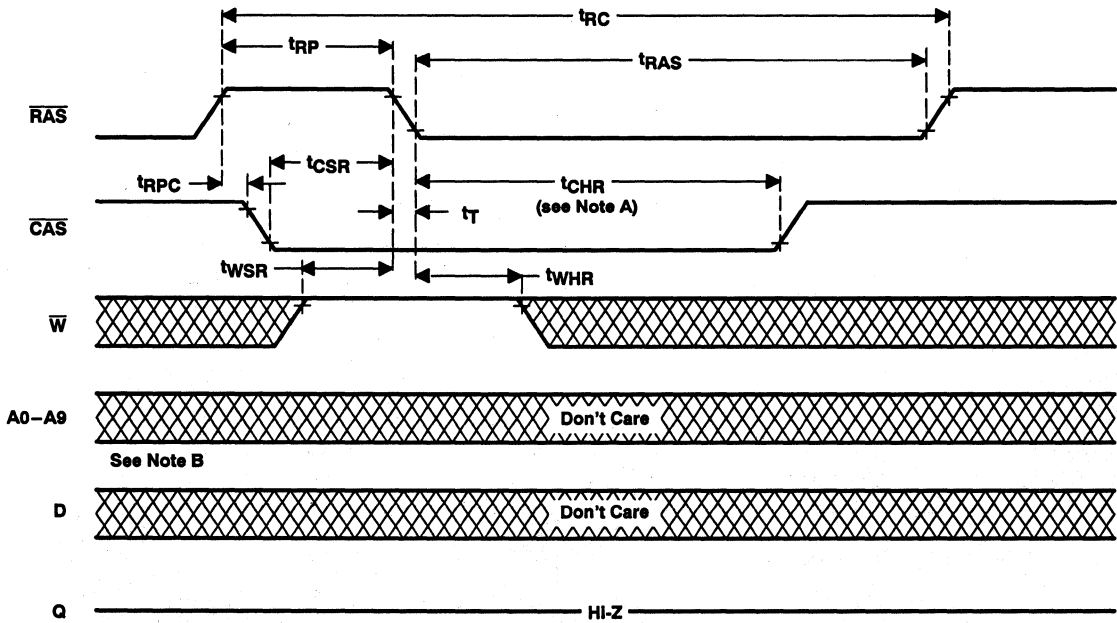 tRC
tRP
tRAS
RAS
tCSR
tRPC
tCHR
(see Note A)
tT
CAS
tWSR
tWHR
W
A0–A9
Don't Care
See Note B
D
Don't Care
Q
HI-Z